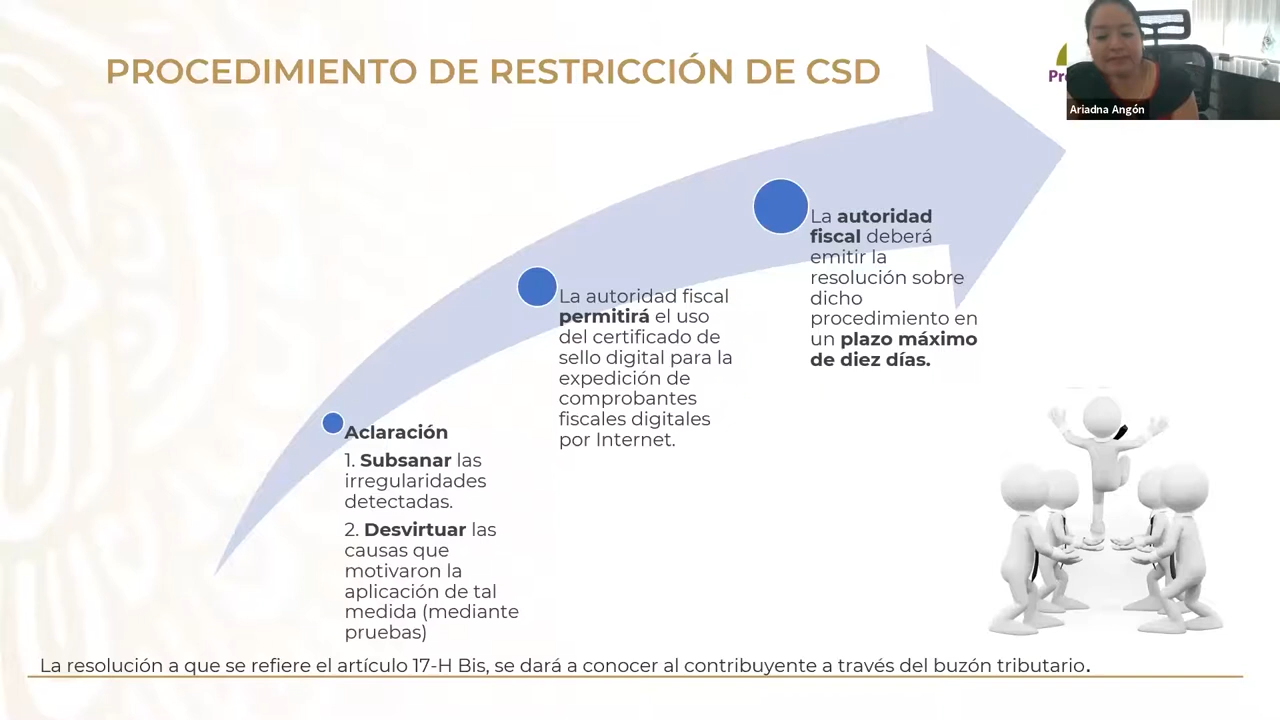 PROCEDIMIENTO DE RESTRICCIÓN DE CSD
Ariadna Angón
La autoridad
fiscal deberá
emitir la
resolución sobre
dicho
procedimiento en
un plazo máximo
de diez días.
La autoridad fiscal
permitirá el uso
del certificado de
sello digital para la
expedición de
comprobantes
fiscales digitales
por Internet.
Aclaración
1. Subsanar las
irregularidades
detectadas.
2. Desvirtuar las
causas que
motivaron la
aplicación de tal
medida (mediante
pruebas)
La resolución a que se refiere el artículo 17-H Bis, se dará a conocer al contribuyente a través del buzón tributario.